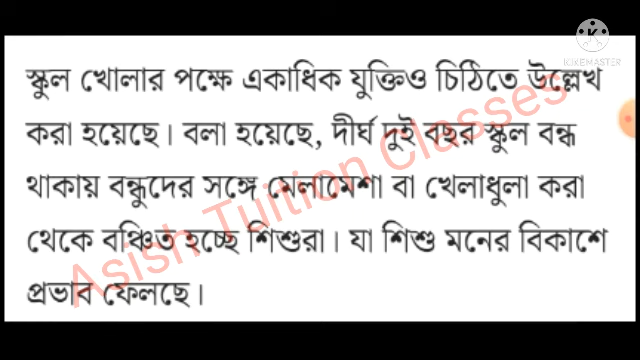 KINEMASTER
স্কুল খোলার পক্ষে একাধিক যুক্তিও চিঠিতে উল্লেখ
করা হয়েছে। বলা হয়েছে, দীর্ঘ দুই বছর স্কুল বন্ধ
থাকায় বন্ধুদের সঙ্গে মেলামেশা বা খেলাধুলা করা
থেকে বঞ্চিত হচ্ছে শিশুরা। যা শিশু মনের বিকাশে
প্রভাব ফেলছে।
Asish Tuition Classes